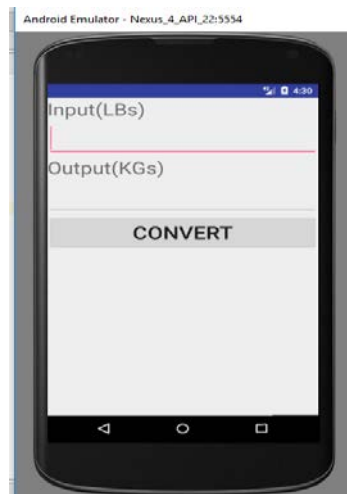 Android Emulator - Nexus_4_API_22:5554
4:30
Input(LBs)
Output(KGs)
CONVERT